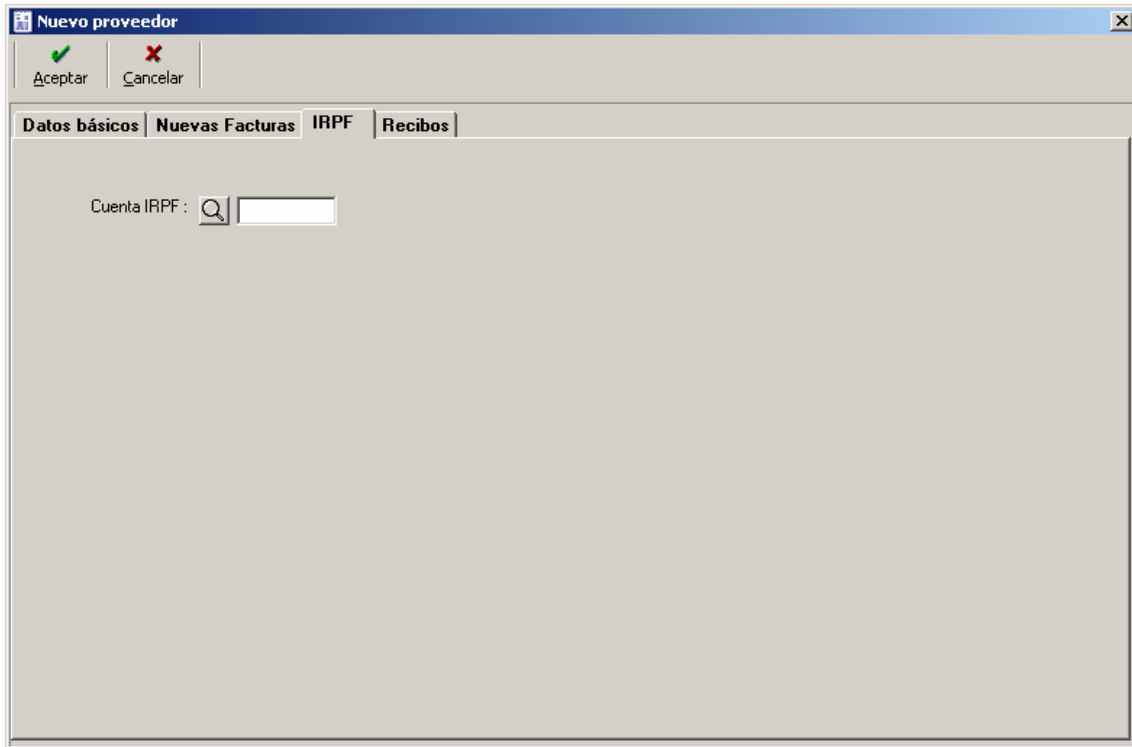 Nuevo proveedor
Aceptar Cancelar
Datos básicos Nuevas Facturas IRPF Recibos
Cuenta IRPF :